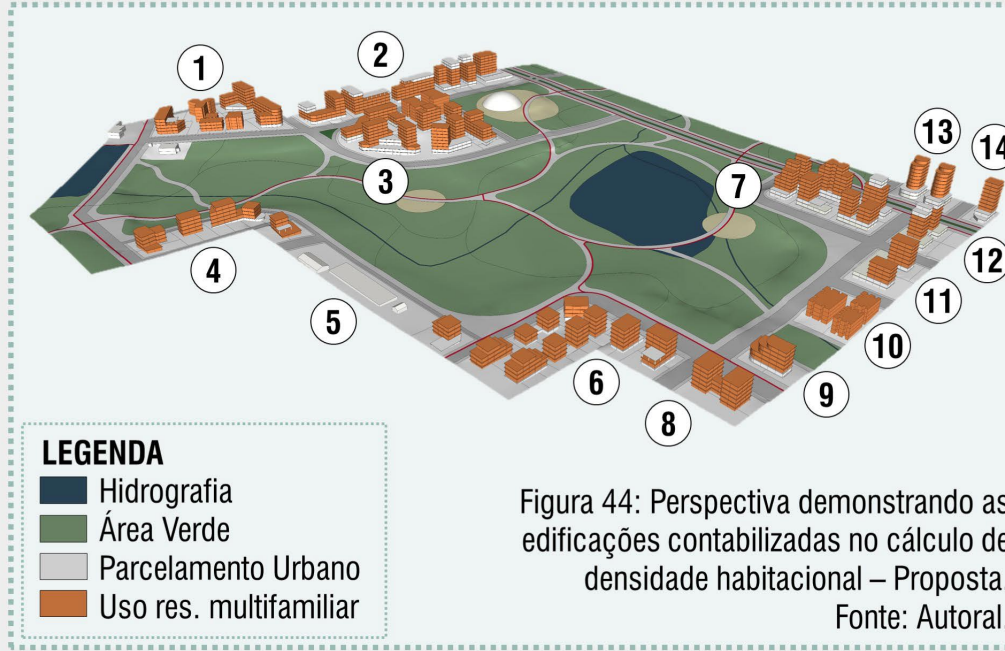 1
2
3
4
5
6
7
8
9
10
11
12
13
14
LEGENDA
Hidrografia
Área Verde
Parcelamento Urbano
Uso res. multifamiliar
Figura 44: Perspectiva demonstrando as
edificações contabilizadas no cálculo de
densidade habitacional – Proposta.
Fonte: Autoral.